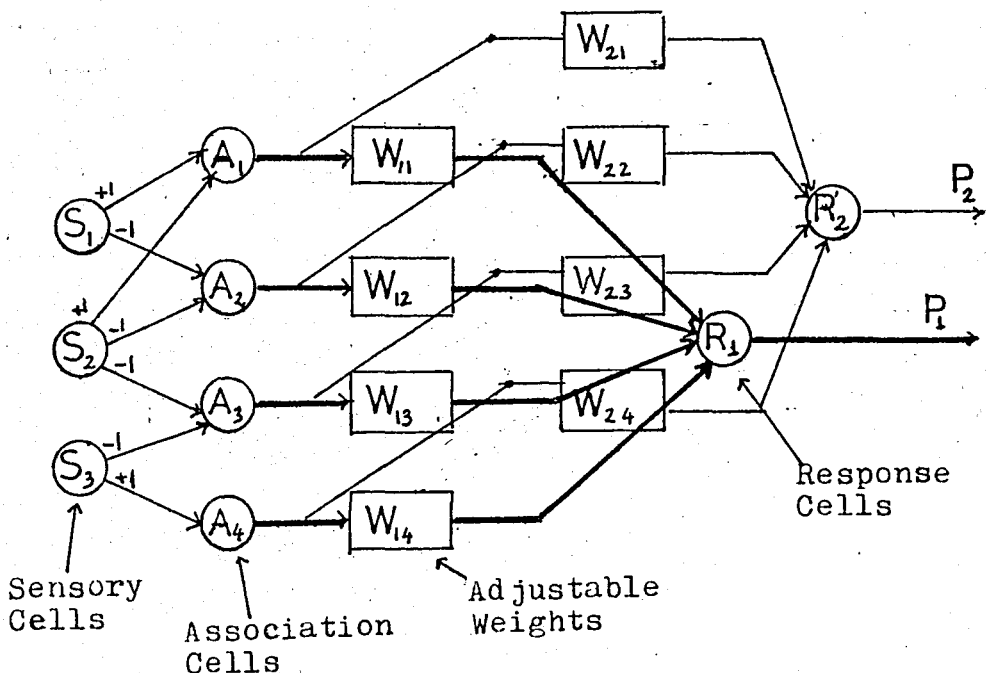 W21
A1
W11
W22
+1
S1
-1
R2
P2
A2
W12
W23
+1
S2
-1
-1
R1
P1
A3
W13
W24
-1
S3
+1
A4
W14
Response
Cells
Sensory
Cells
Association
Cells
Adjustable
Weights